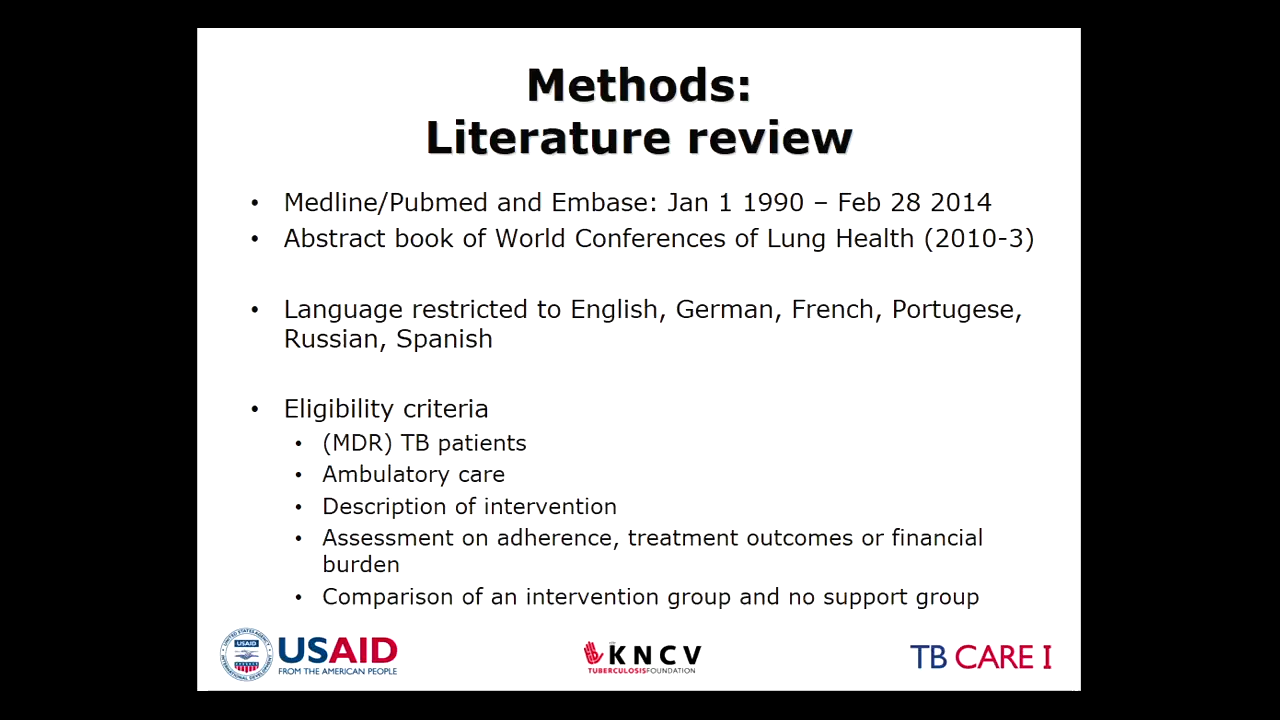 Methods:
Literature review
• Medline/Pubmed and Embase: Jan 1 1990 – Feb 28 2014
• Abstract book of World Conferences of Lung Health (2010-3)
• Language restricted to English, German, French, Portugese,
Russian, Spanish
• Eligibility criteria
• (MDR) TB patients
• Ambulatory care
• Description of intervention
• Assessment on adherence, treatment outcomes or financial
burden
• Comparison of an intervention group and no support group
USAID
USAID
FROM THE AMERICAN PEOPLE
KNCV
TUBERCULOSISFOUNDATION
TB CARE I